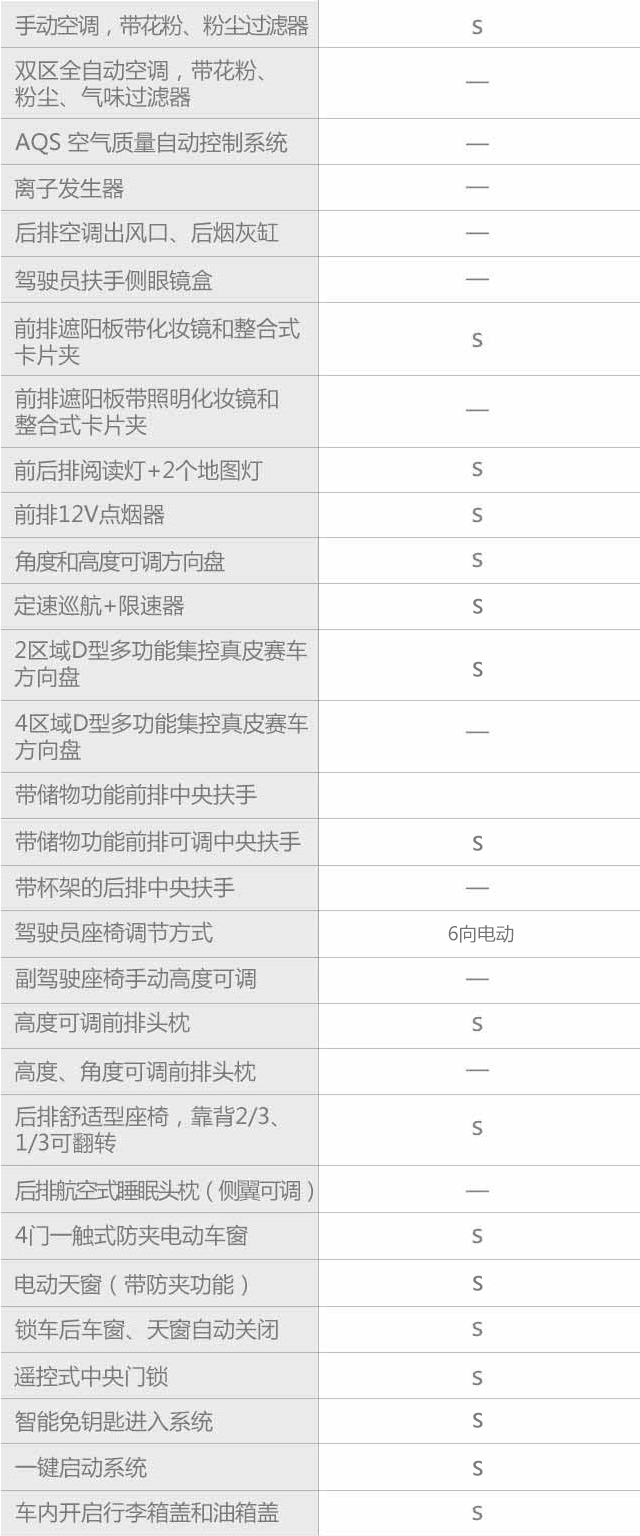 手动空调，带花粉、粉尘过滤器 S
双区全自动空调，带花粉、
粉尘、气味过滤器 —
AQS 空气质量自动控制系统 —
离子发生器 —
后排空调出风口、后烟灰缸 —
驾驶员扶手侧眼镜盒 —
前排遮阳板带化妆镜和整合式
卡片夹 S
前排遮阳板带照明化妆镜和
整合式卡片夹 —
前后排阅读灯+2个地图灯 S
前排12V点烟器 S
角度和高度可调方向盘 S
定速巡航+限速器 S
2区域D型多功能集控真皮赛车
方向盘 S
4区域D型多功能集控真皮赛车
方向盘 —
带储物功能前排中央扶手
带储物功能前排可调中央扶手 S
带杯架的后排中央扶手 —
驾驶员座椅调节方式 6向电动
副驾驶座椅手动高度可调 —
高度可调前排头枕 S
高度、角度可调前排头枕 —
后排舒适型座椅，靠背2/3、
1/3可翻转 S
后排航空式睡眠头枕（侧翼可调） —
4门一触式防夹电动车窗 S
电动天窗（带防夹功能） S
锁车后车窗、天窗自动关闭 S
遥控式中央门锁 S
智能免钥匙进入系统 S
一键启动系统 S
车内开启行李箱盖和油箱盖 S